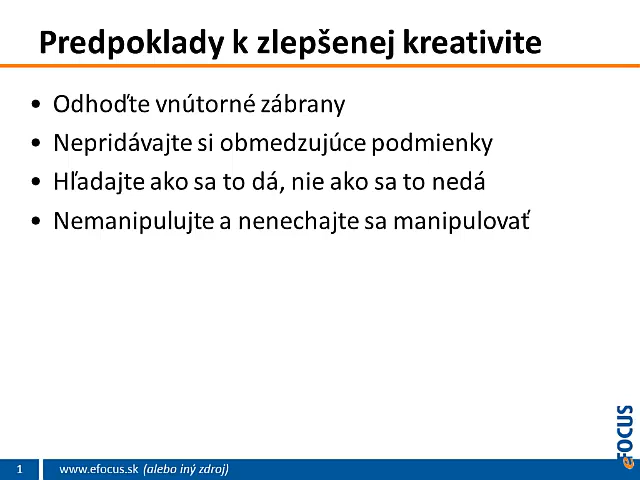 Predpoklady k zlepšenej kreativite
• Odhoďte vnútorné zábrany
• Nepridávajte si obmedzujúce podmienky
• Hľadajte ako sa to dá, nie ako sa to nedá
• Nemanipulujte a nenechajte sa manipulovať
eFOCUS
1 www.efocus.sk (alebo iný zdroj)